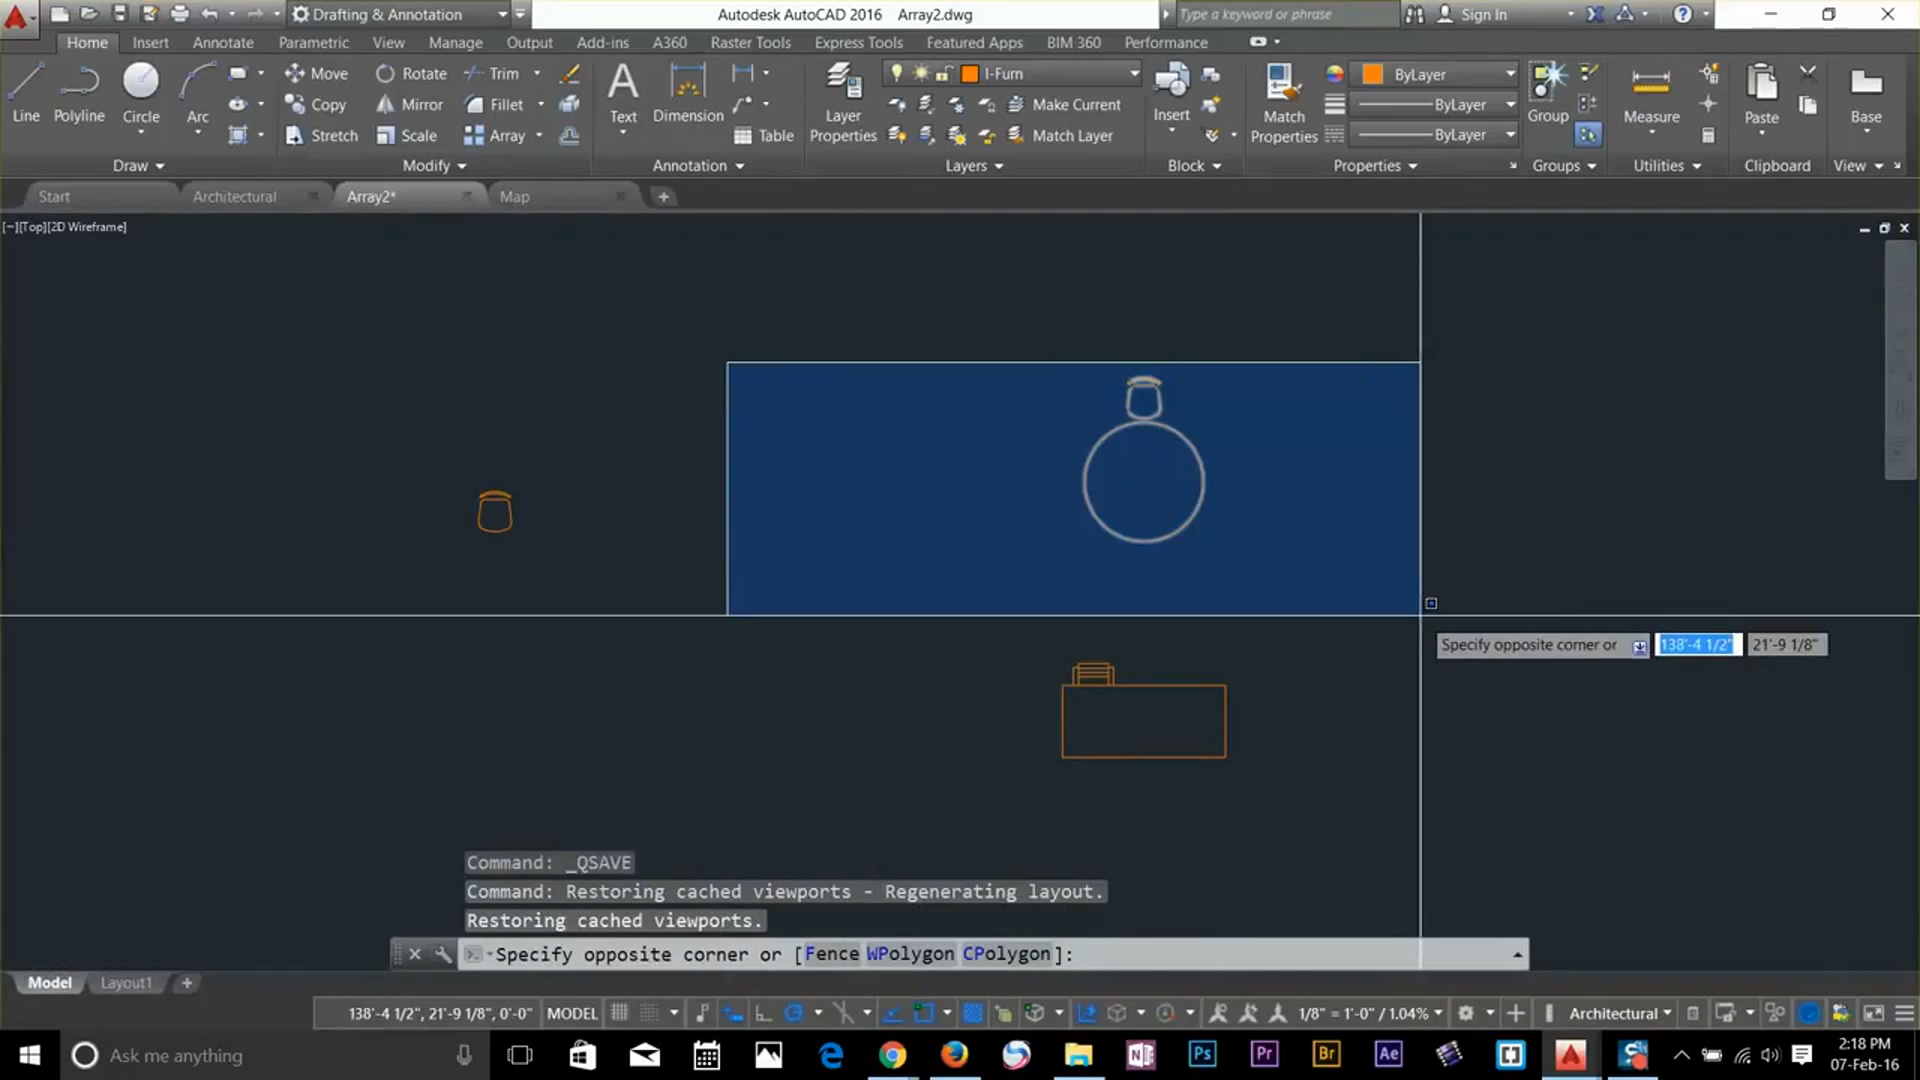 Drafting & Annotation
Autodesk AutoCAD 2016 Array2.dwg
Type a keyword or phrase
Sign In
Home Insert Annotate Parametric View Manage Output Add-ins A360 Raster Tools Express Tools Featured Apps BIM 360 Performance
Line
Polyline
Circle
Arc
Move
Copy
Stretch
Rotate
Mirror
Scale
Trim
Fillet
Array
Text
Dimension
Table
Layer Properties
I-Furn
Make Current
Match Layer
Insert
Match Properties
ByLayer
ByLayer
ByLayer
Group
Measure
Paste
Base
Draw Modify Annotation Layers Block Properties Groups Utilities Clipboard View
Start Architectural Array2* Map
[−][Top][2D Wireframe]
Specify opposite corner or 138'-4 1/2" 21'-9 1/8"
Command: _QSAVE
Command: Restoring cached viewports - Regenerating layout.
Restoring cached viewports.
Specify opposite corner or [Fence WPolygon CPolygon]:
Model Layout1
138'-4 1/2", 21'-9 1/8", 0'-0" MODEL 1/8" = 1'-0" / 1.04% Architectural
Ask me anything
N
Ps
Pr
Br
Ae
2:18 PM
07-Feb-16